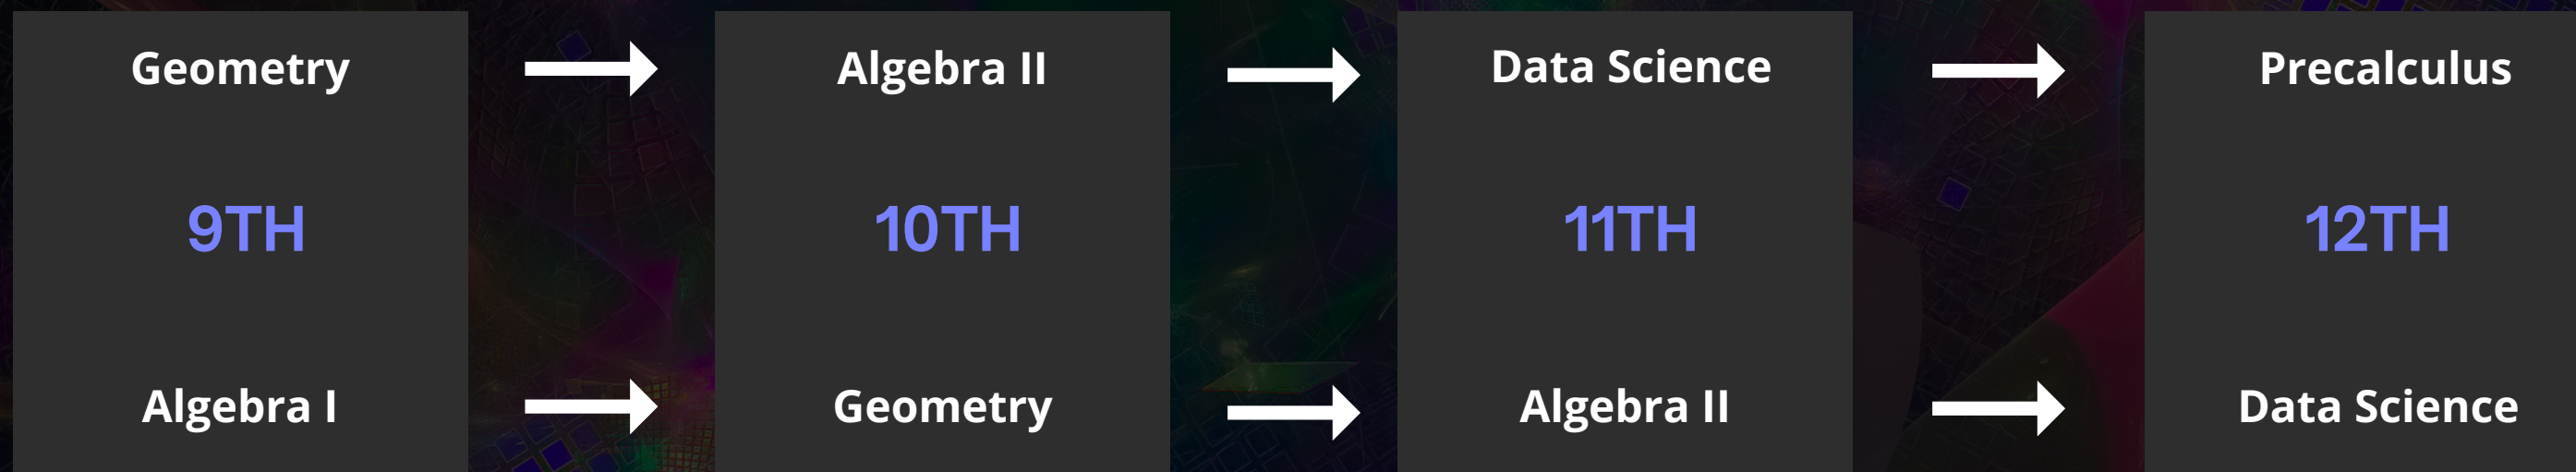 Geometry
Algebra II
Data Science
Precalculus
9TH
10TH
11TH
12TH
Algebra I
Geometry
Algebra II
Data Science